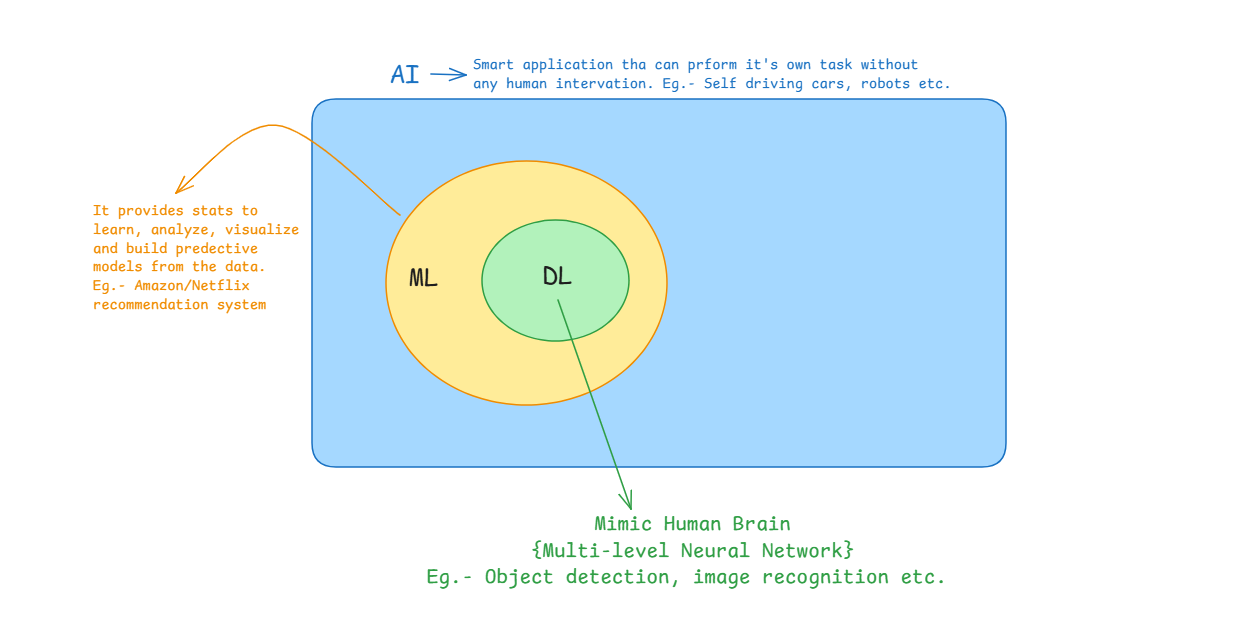 AI
Smart application tha can prform it's own task without
any human intervation. Eg.- Self driving cars, robots etc.
It provides stats to
learn, analyze, visualize
and build predective
models from the data.
Eg.- Amazon/Netflix
recommendation system
ML
DL
Mimic Human Brain
{Multi-level Neural Network}
Eg.- Object detection, image recognition etc.